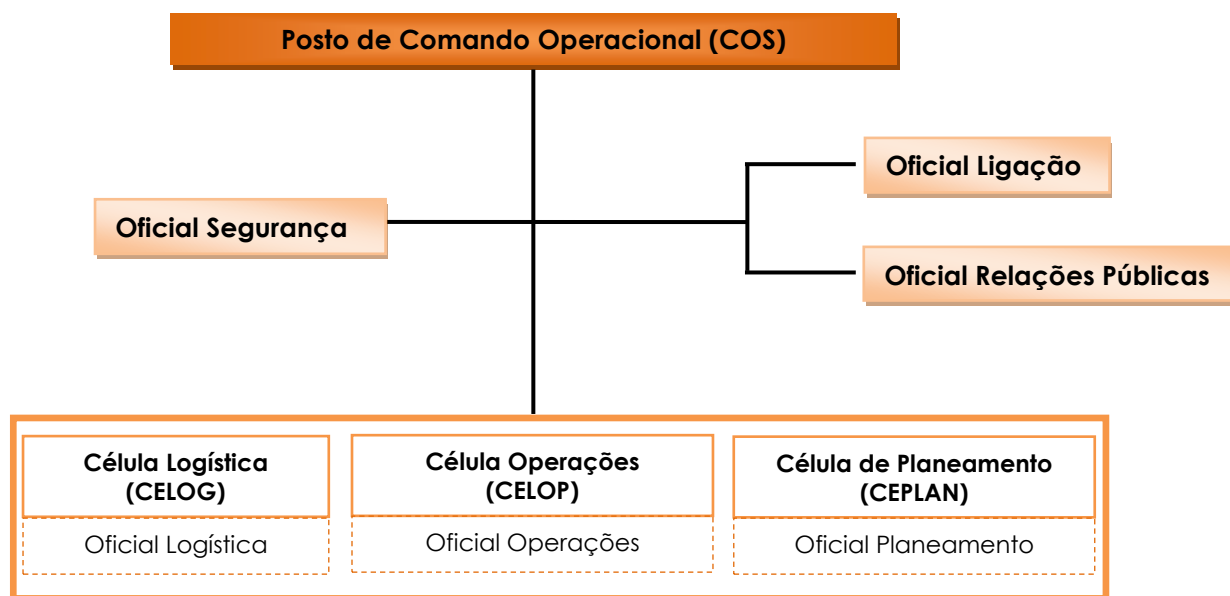 Posto de Comando Operacional (COS)
Oficial Ligação
Oficial Segurança
Oficial Relações Públicas
Célula Logística
(CELOG)
Oficial Logística
Célula Operações
(CELOP)
Oficial Operações
Célula de Planeamento
(CEPLAN)
Oficial Planeamento